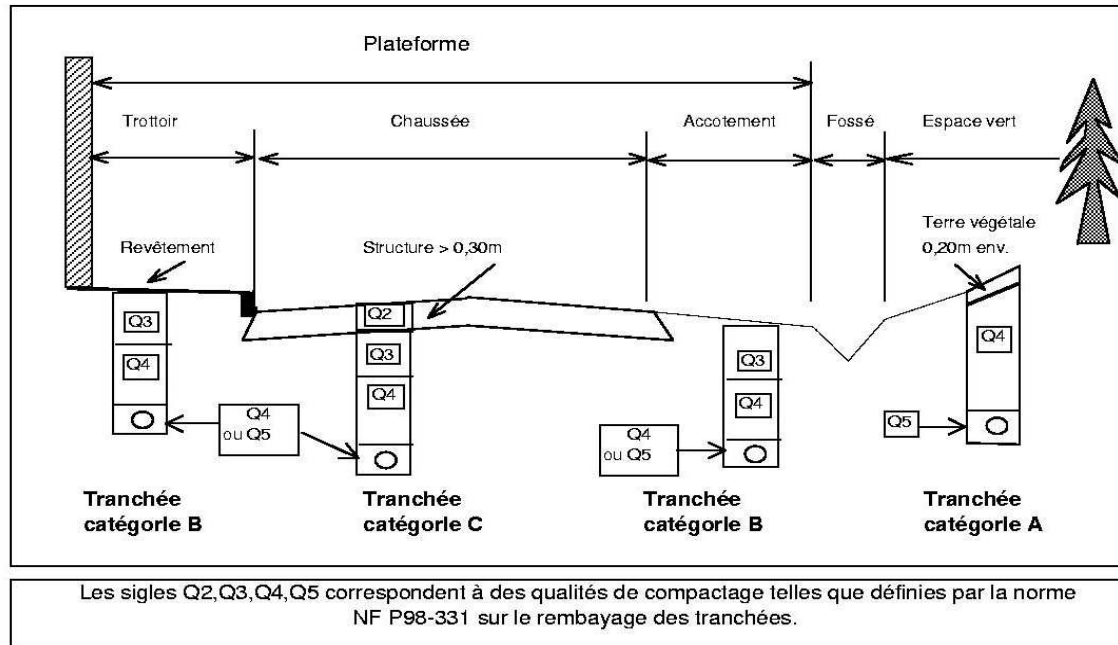 Plateforme
Trottoir
Chaussée
Accotement
Fossé
Espace vert
Revêtement
Structure > 0,30m
Terre végétale
0,20m env.
Q3
Q4
Q2
Q3
Q4
Q3
Q4
Q4
Q4
ou Q5
Q4
ou Q5
Q5
Tranchée
catégorie B
Tranchée
catégorie C
Tranchée
catégorie B
Tranchée
catégorie A
Les sigles Q2,Q3,Q4,Q5 correspondent à des qualités de compactage telles que définies par la norme
NF P98-331 sur le rembayage des tranchées.